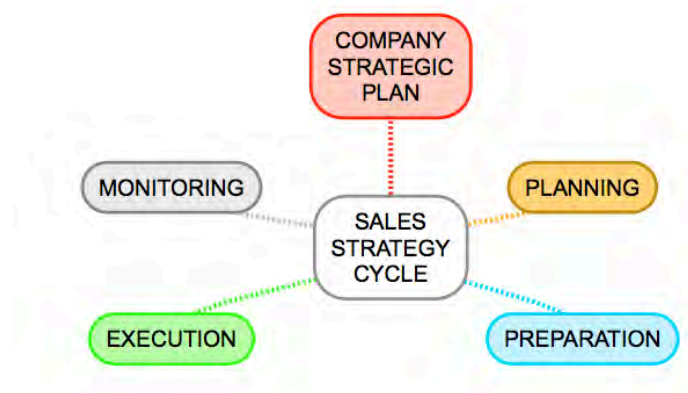 COMPANY
STRATEGIC
PLAN
MONITORING
PLANNING
SALES
STRATEGY
CYCLE
EXECUTION
PREPARATION